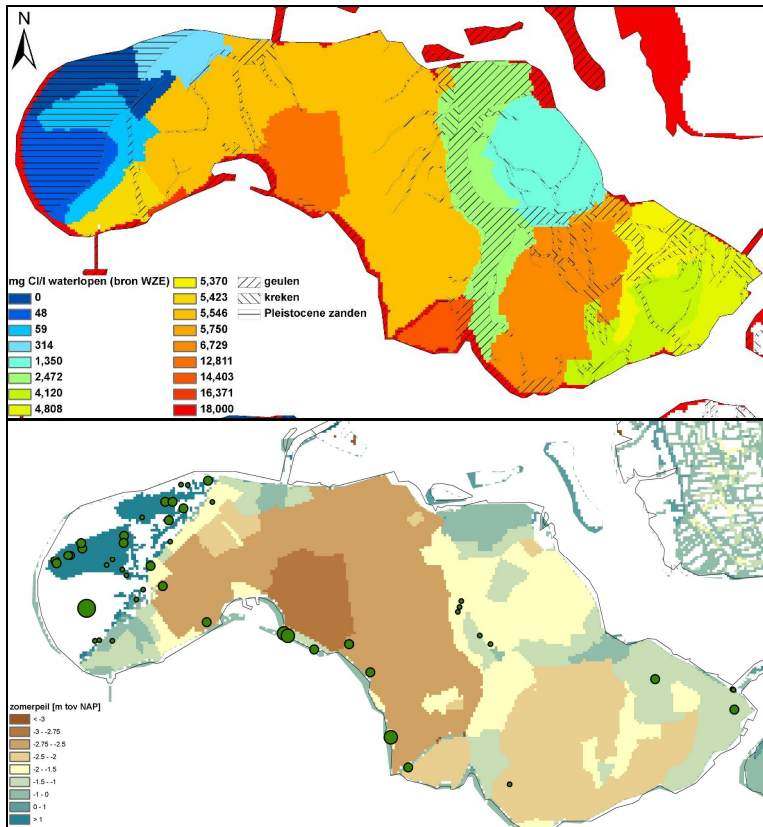 N
mg Cl/l waterlopen (bron WZE)
0
48
59
314
1,350
2,472
4,120
4,808
5,370
5,423
5,546
5,750
6,729
12,811
14,403
16,371
18,000
geulen
kreken
Pleistocene zanden
zomerpeil [m tov NAP]
< -3
-3 - -2.75
-2.75 - -2.5
-2.5 - -2
-2 - -1.5
-1.5 - -1
-1 - 0
0 - 1
> 1